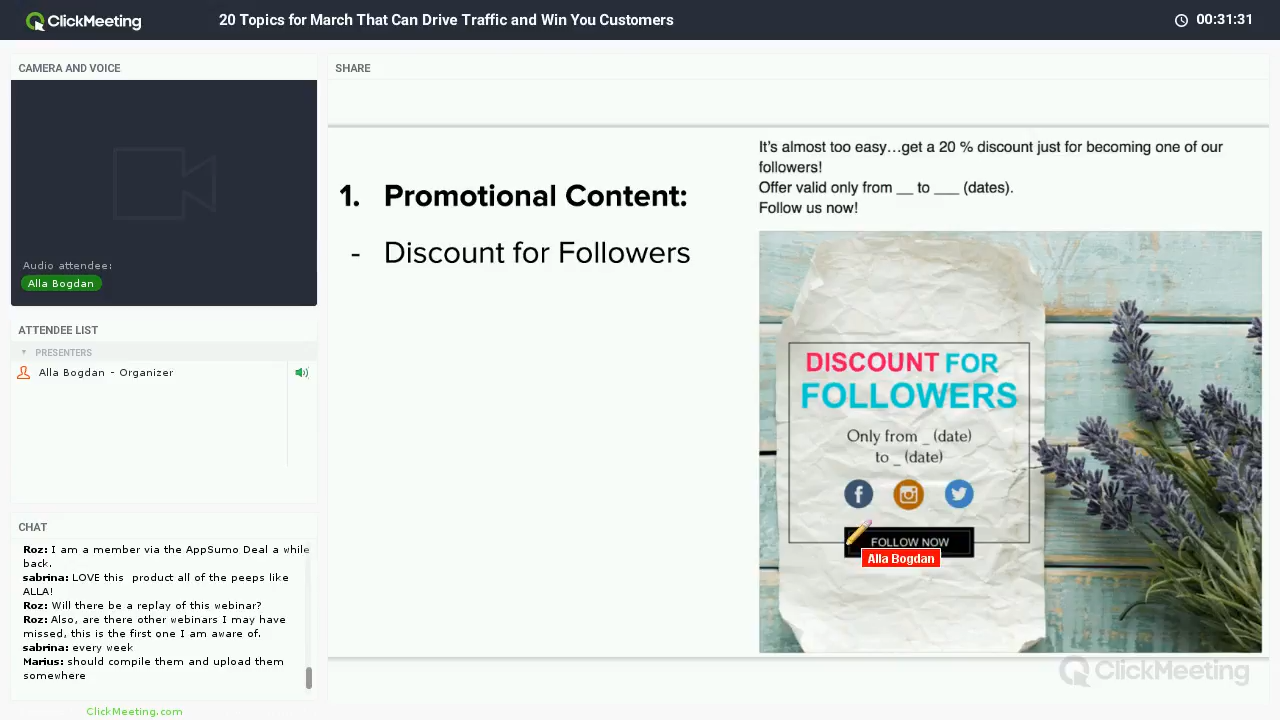 ClickMeeting
20 Topics for March That Can Drive Traffic and Win You Customers
00:31:31
CAMERA AND VOICE
Audio attendee:
Alla Bogdan
ATTENDEE LIST
PRESENTERS
Alla Bogdan - Organizer
CHAT
Roz: I am a member via the AppSumo Deal a while
back.
sabrina: LOVE this product all of the peeps like
ALLA!
Roz: Will there be a replay of this webinar?
Roz: Also, are there other webinars I may have
missed, this is the first one I am aware of.
sabrina: every week
Marius: should compile them and upload them
somewhere
ClickMeeting.com
SHARE
1. Promotional Content:
- Discount for Followers
It's almost too easy...get a 20 % discount just for becoming one of our
followers!
Offer valid only from __ to ___ (dates).
Follow us now!
DISCOUNT FOR
FOLLOWERS
Only from _ (date)
to _ (date)
FOLLOW NOW
Alla Bogdan
ClickMeeting